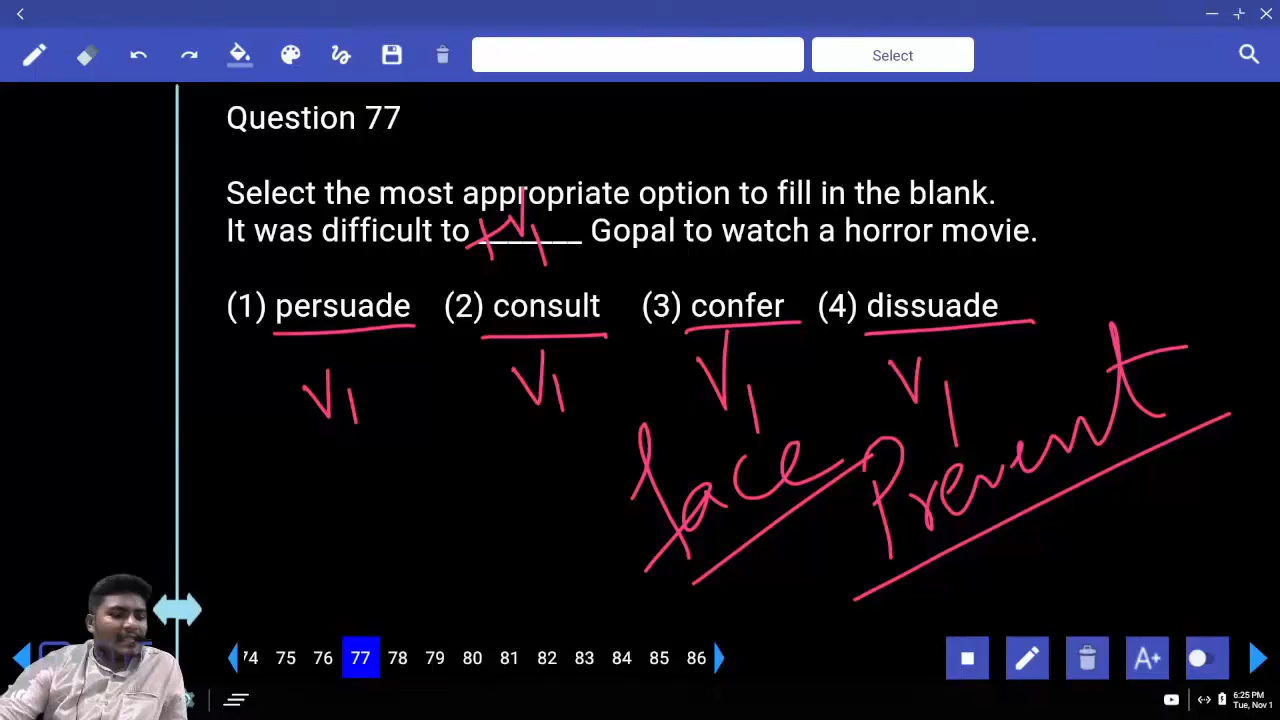 Select
Question 77
Select the most appropriate option to fill in the blank.
It was difficult to _______ Gopal to watch a horror movie.
+V1
(1) persuade (2) consult (3) confer (4) dissuade
V1 V1 V1 V1
face Prevent
74 75 76 77 78 79 80 81 82 83 84 85 86
A+
6:25 PM
Tue, Nov 1